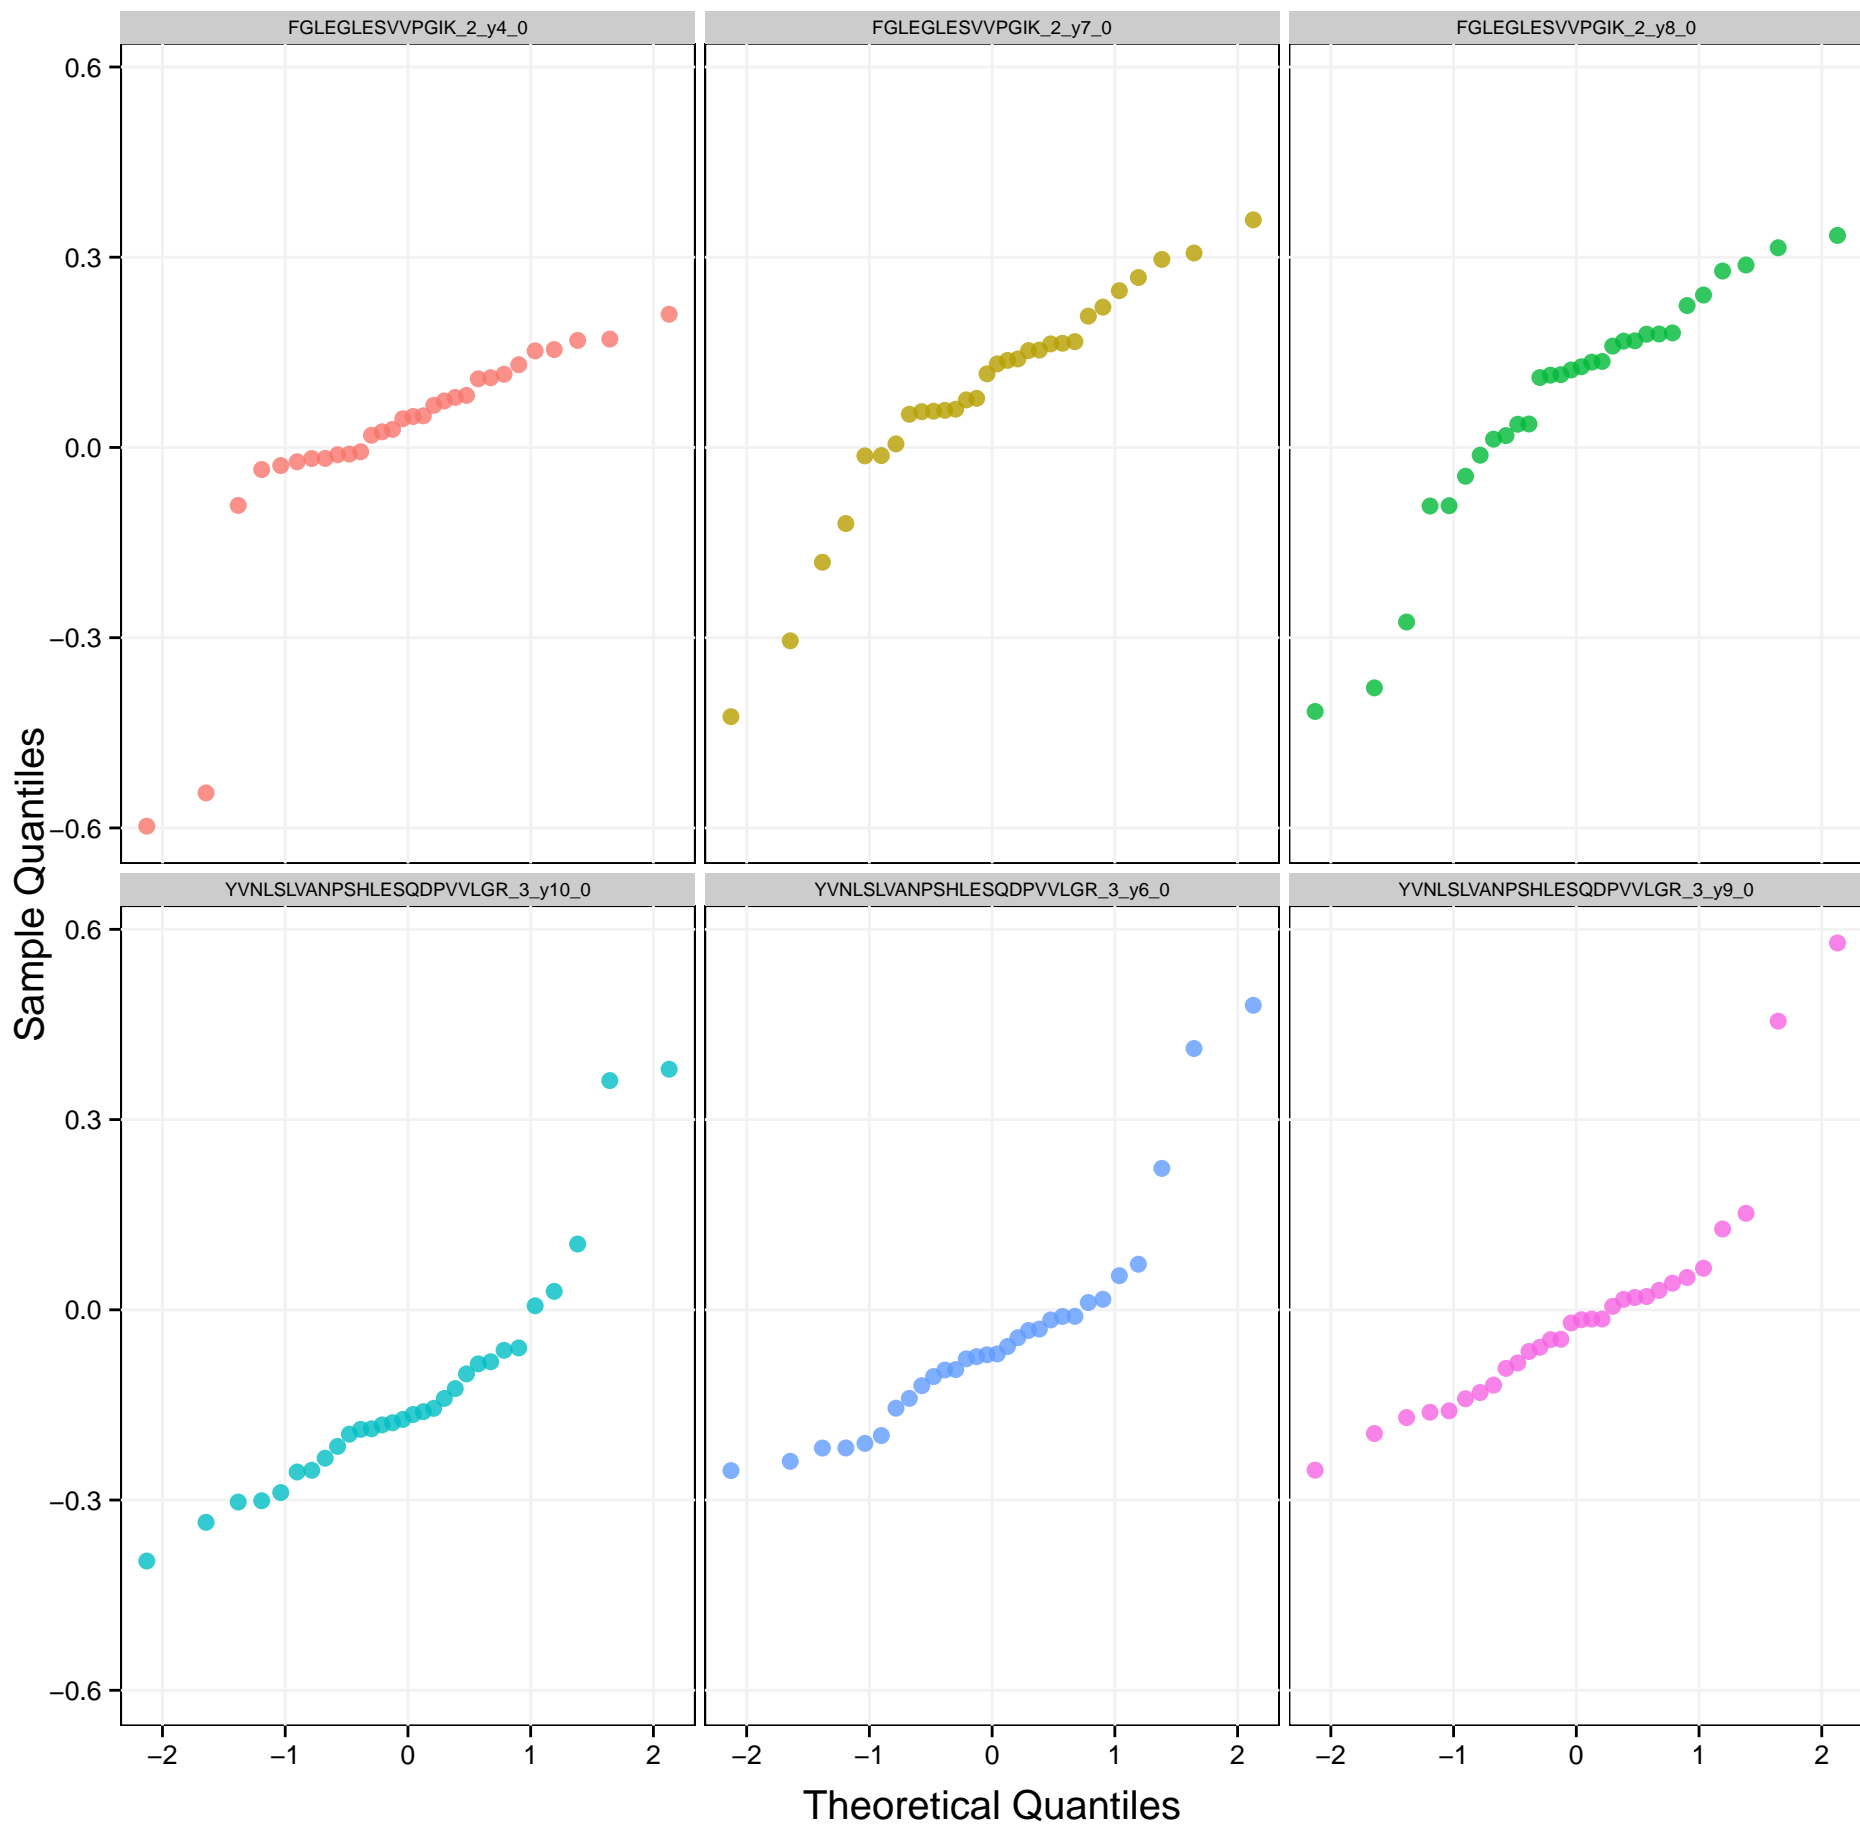 FGLEGLESVVPGIK_2_y4_0
FGLEGLESVVPGIK_2_y7_0
FGLEGLESVVPGIK_2_y8_0
0.6
0.3
0.0
−0.3
−0.6
YVNLSLVANPSHLESQDPVVLGR_3_y10_0
YVNLSLVANPSHLESQDPVVLGR_3_y6_0
YVNLSLVANPSHLESQDPVVLGR_3_y9_0
0.6
0.3
0.0
−0.3
−0.6
Sample Quantiles
−2 −1 0 1 2
−2 −1 0 1 2
−2 −1 0 1 2
Theoretical Quantiles